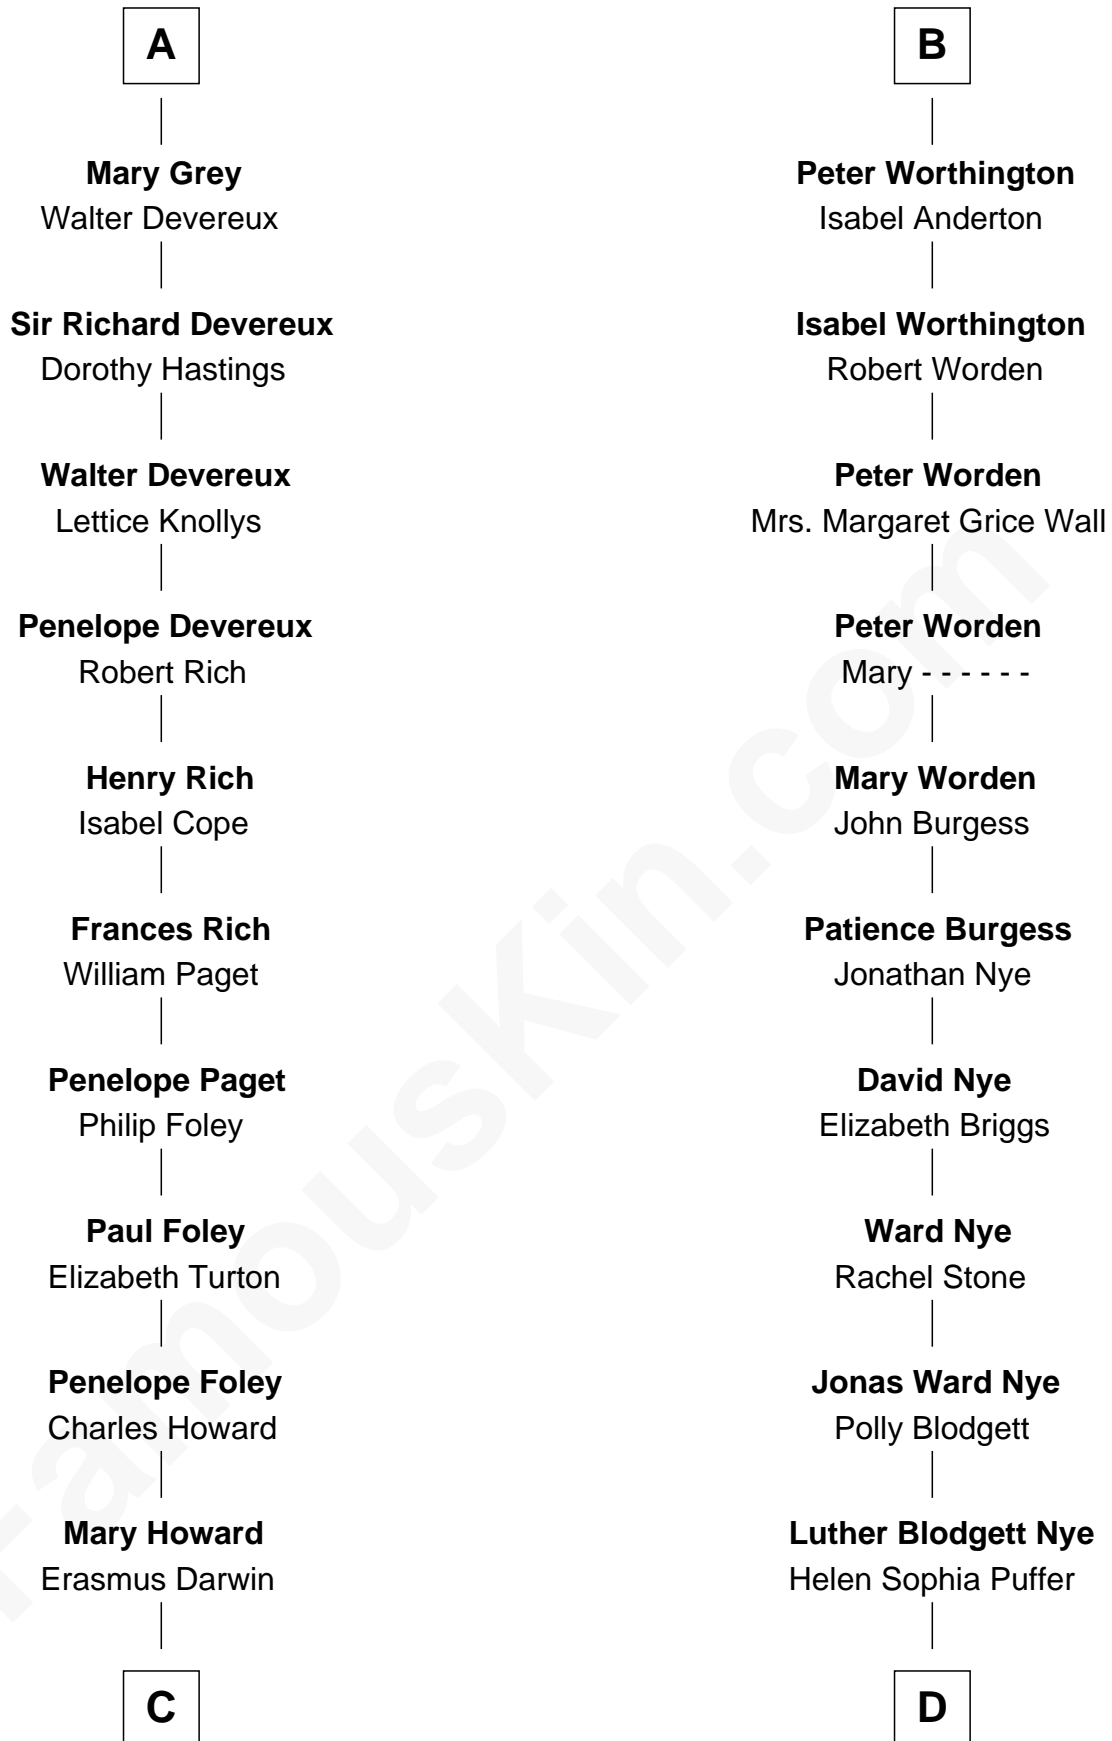 A
Mary Grey
Walter Devereux
Sir Richard Devereux
Dorothy Hastings
Walter Devereux
Lettice Knollys
Penelope Devereux
Robert Rich
Henry Rich
Isabel Cope
Frances Rich
William Paget
Penelope Paget
Philip Foley
Paul Foley
Elizabeth Turton
Penelope Foley
Charles Howard
Mary Howard
Erasmus Darwin
C
B
Peter Worthington
Isabel Anderton
Isabel Worthington
Robert Worden
Peter Worden
Mrs. Margaret Grice Wall
Peter Worden
Mary - - - - - -
Mary Worden
John Burgess
Patience Burgess
Jonathan Nye
David Nye
Elizabeth Briggs
Ward Nye
Rachel Stone
Jonas Ward Nye
Polly Blodgett
Luther Blodgett Nye
Helen Sophia Puffer
D
FamousKin.com